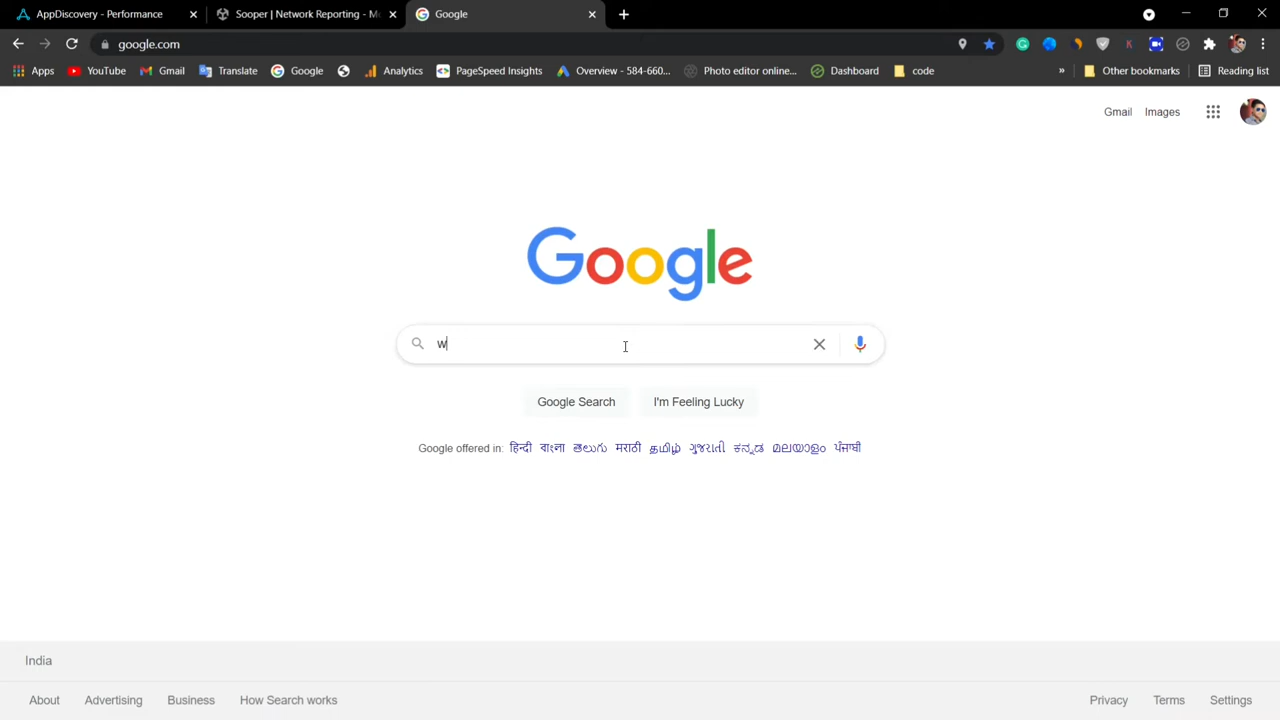 AppDiscovery - Performance
Sooper | Network Reporting - Mo
Google
google.com
Apps YouTube Gmail Translate Google Analytics PageSpeed Insights Overview - 584-660... Photo editor online... Dashboard code » Other bookmarks Reading list
Gmail Images
Google
w
Google Search I'm Feeling Lucky
Google offered in: हिन्दी বাংলা తెలుగు मराठी தமிழ் ગુજરાતી ಕನ್ನಡ മലയാളം ਪੰਜਾਬੀ
India
About Advertising Business How Search works Privacy Terms Settings